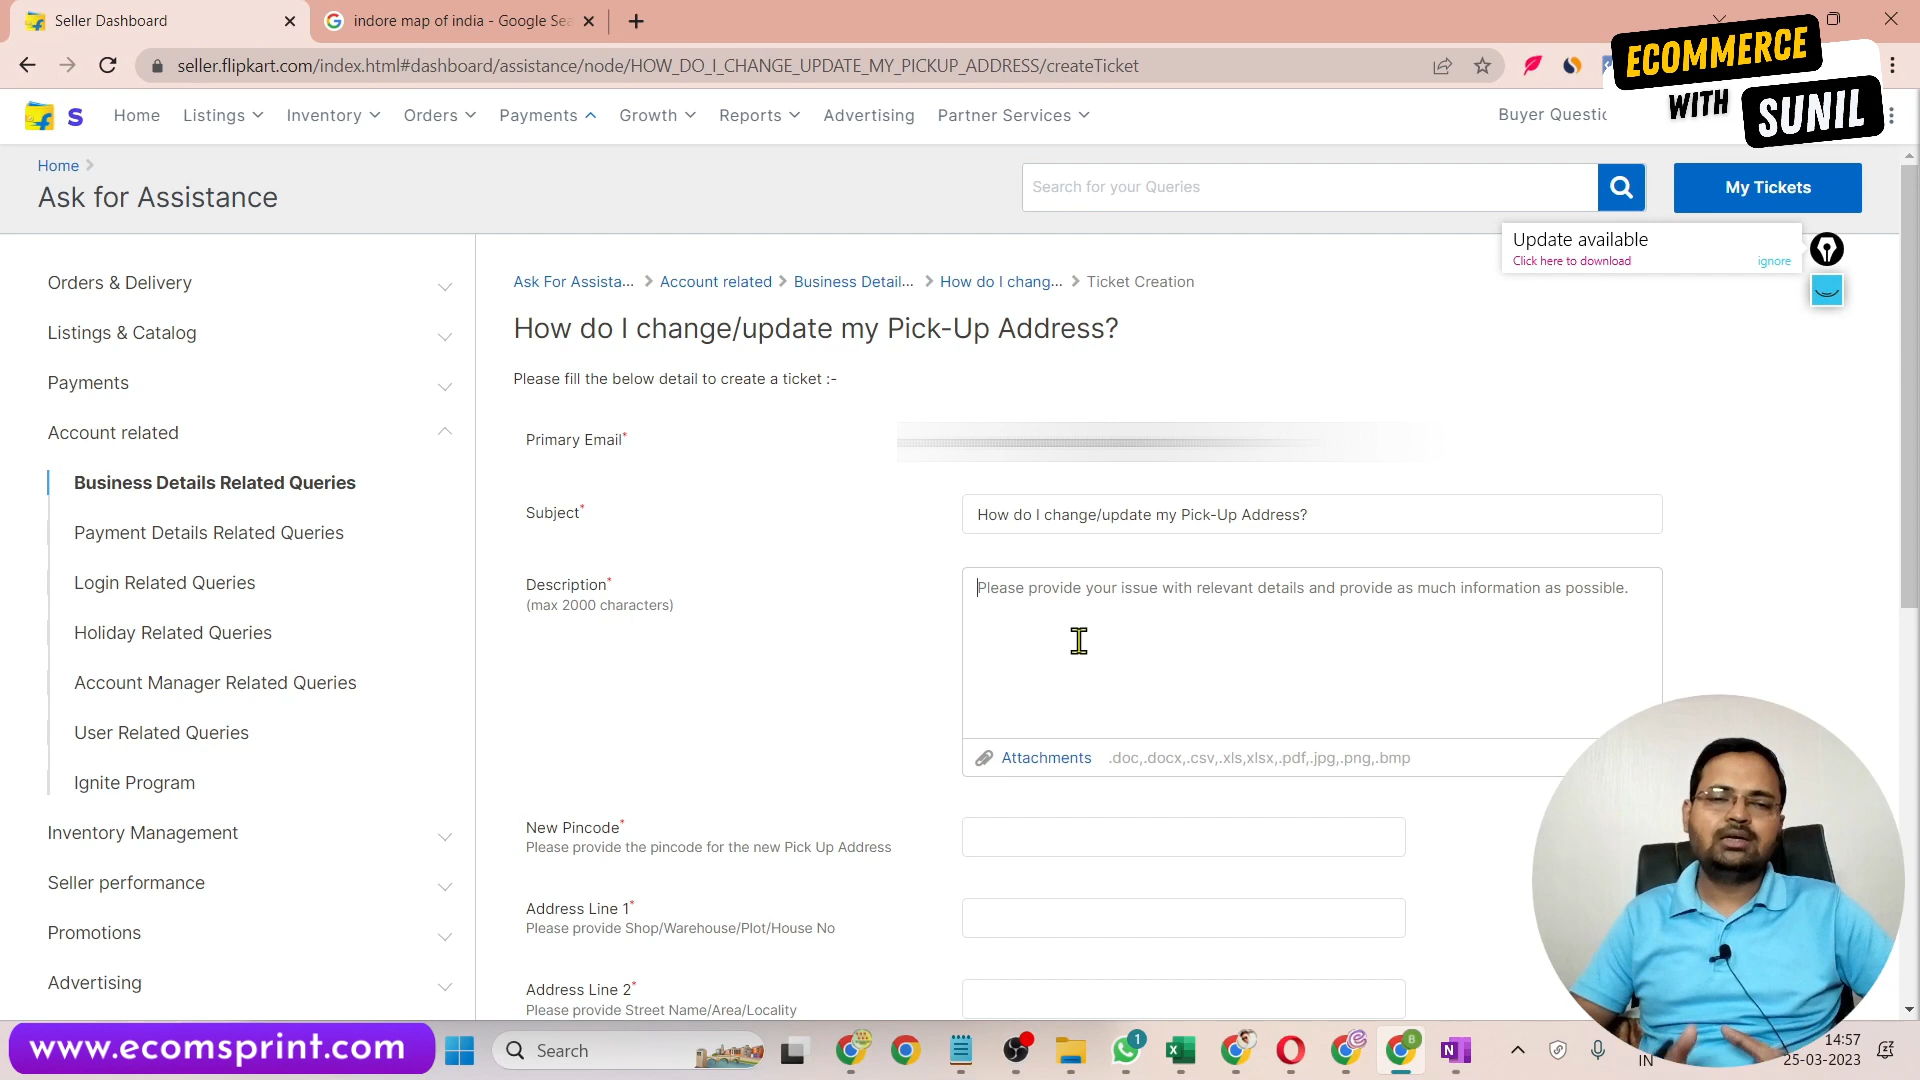 Seller Dashboard
indore map of india - Google Sea
seller.flipkart.com/index.html#dashboard/assistance/node/HOW_DO_I_CHANGE_UPDATE_MY_PICKUP_ADDRESS/createTicket
ECOMMERCE
WITH SUNIL
S Home Listings Inventory Orders Payments Growth Reports Advertising Partner Services
Home
Ask for Assistance
Search for your Queries
My Tickets
Update available
Click here to download ignore
Orders & Delivery
Listings & Catalog
Payments
Account related
Business Details Related Queries
Payment Details Related Queries
Login Related Queries
Holiday Related Queries
Account Manager Related Queries
User Related Queries
Ignite Program
Inventory Management
Seller performance
Promotions
Advertising
Ask For Assista... Account related Business Detail... How do I chang... Ticket Creation
How do I change/update my Pick-Up Address?
Please fill the below detail to create a ticket :-
Primary Email*
Subject*
How do I change/update my Pick-Up Address?
Description*
(max 2000 characters)
Please provide your issue with relevant details and provide as much information as possible.
Attachments .doc,.docx,.csv,.xls,xlsx,.pdf,.jpg,.png,.bmp
New Pincode*
Please provide the pincode for the new Pick Up Address
Address Line 1*
Please provide Shop/Warehouse/Plot/House No
Address Line 2*
Please provide Street Name/Area/Locality
www.ecomsprint.com
Search
1
B
N
IN
14:57
25-03-2023